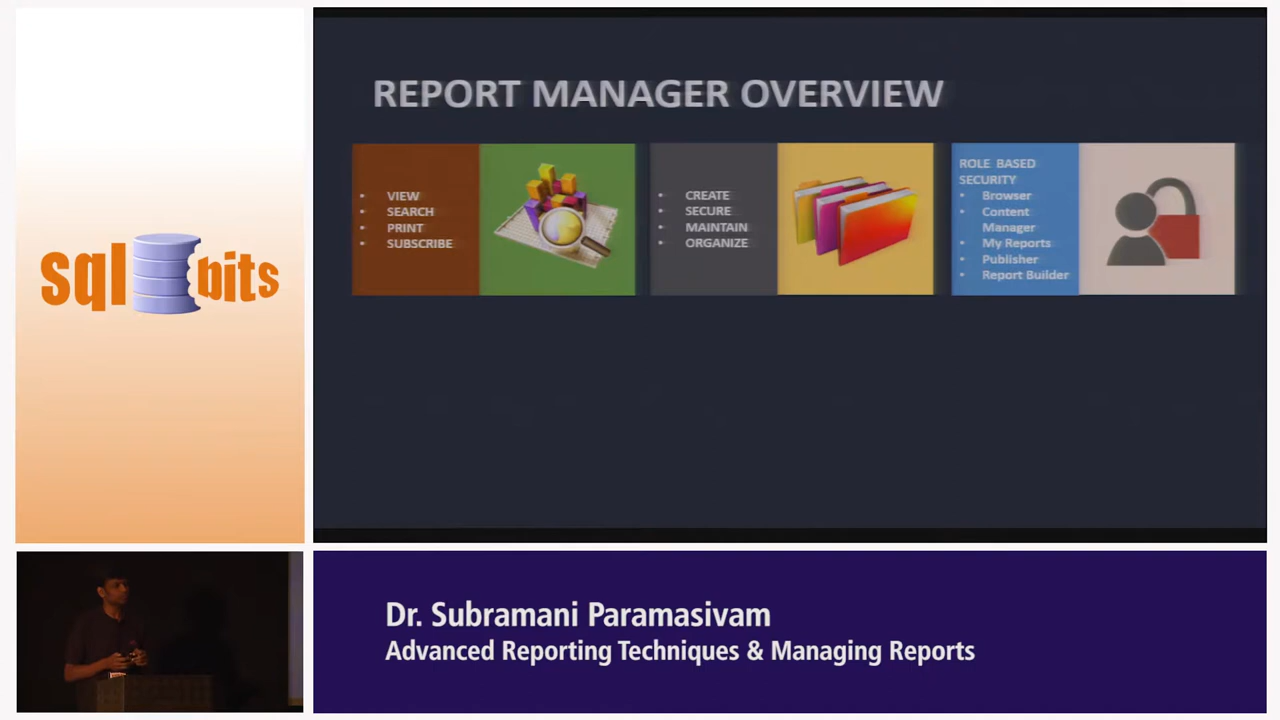 sql bits
REPORT MANAGER OVERVIEW
• VIEW
• SEARCH
• PRINT
• SUBSCRIBE
• CREATE
• SECURE
• MAINTAIN
• ORGANIZE
ROLE BASED
SECURITY
• Browser
• Content
Manager
• My Reports
• Publisher
• Report Builder
Dr. Subramani Paramasivam
Advanced Reporting Techniques & Managing Reports